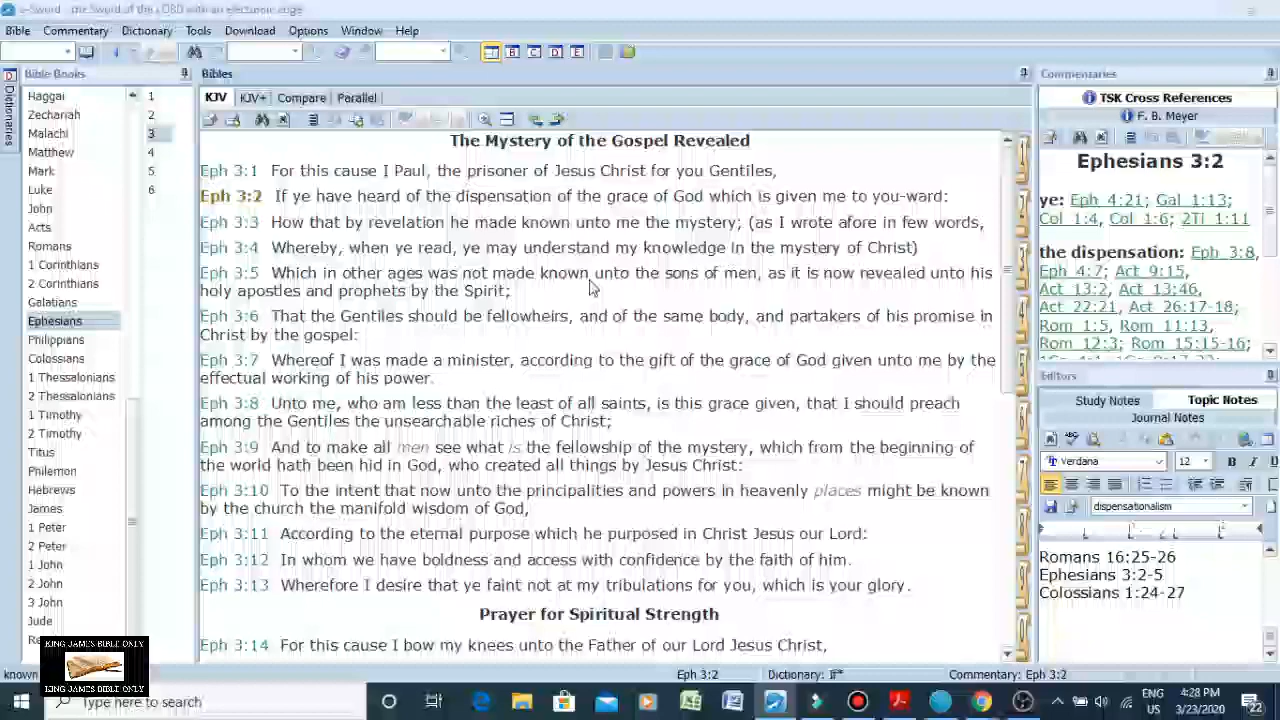 e-Sword - the Sword of the LORD with an electronic edge
Bible Commentary Dictionary Tools Download Options Window Help
B C D E
Dictionaries
Bible Books
Haggai
Zechariah
Malachi
Matthew
Mark
Luke
John
Acts
Romans
1 Corinthians
2 Corinthians
Galatians
Ephesians
Philippians
Colossians
1 Thessalonians
2 Thessalonians
1 Timothy
2 Timothy
Titus
Philemon
Hebrews
James
1 Peter
2 Peter
1 John
2 John
3 John
Jude
1
2
3
4
5
6
Bibles
KJV KJV+ Compare Parallel
The Mystery of the Gospel Revealed
Eph 3:1 For this cause I Paul, the prisoner of Jesus Christ for you Gentiles,
Eph 3:2 If ye have heard of the dispensation of the grace of God which is given me to you-ward:
Eph 3:3 How that by revelation he made known unto me the mystery; (as I wrote afore in few words,
Eph 3:4 Whereby, when ye read, ye may understand my knowledge in the mystery of Christ)
Eph 3:5 Which in other ages was not made known unto the sons of men, as it is now revealed unto his
holy apostles and prophets by the Spirit;
Eph 3:6 That the Gentiles should be fellowheirs, and of the same body, and partakers of his promise in
Christ by the gospel:
Eph 3:7 Whereof I was made a minister, according to the gift of the grace of God given unto me by the
effectual working of his power.
Eph 3:8 Unto me, who am less than the least of all saints, is this grace given, that I should preach
among the Gentiles the unsearchable riches of Christ;
Eph 3:9 And to make all men see what is the fellowship of the mystery, which from the beginning of
the world hath been hid in God, who created all things by Jesus Christ:
Eph 3:10 To the intent that now unto the principalities and powers in heavenly places might be known
by the church the manifold wisdom of God,
Eph 3:11 According to the eternal purpose which he purposed in Christ Jesus our Lord:
Eph 3:12 In whom we have boldness and access with confidence by the faith of him.
Eph 3:13 Wherefore I desire that ye faint not at my tribulations for you, which is your glory.
Prayer for Spiritual Strength
Eph 3:14 For this cause I bow my knees unto the Father of our Lord Jesus Christ,
Commentaries
TSK Cross References
F. B. Meyer
Ephesians 3:2
ye: Eph 4:21; Gal 1:13;
Col 1:4, Col 1:6; 2Ti 1:11
the dispensation: Eph 3:8,
Eph 4:7; Act 9:15,
Act 13:2, Act 13:46,
Act 22:21, Act 26:17-18;
Rom 1:5, Rom 11:13,
Rom 12:3; Rom 15:15-16;
Editors
Study Notes Topic Notes
Journal Notes
Verdana 12 B I
dispensationalism
1 2
Romans 16:25-26
Ephesians 3:2-5
Colossians 1:24-27
KING JAMES BIBLE ONLY
KING JAMES BIBLE ONLY
known Eph 3:2 Commentary: Eph 3:2
Type here to search
ENG
US
4:28 PM
3/23/2020
22